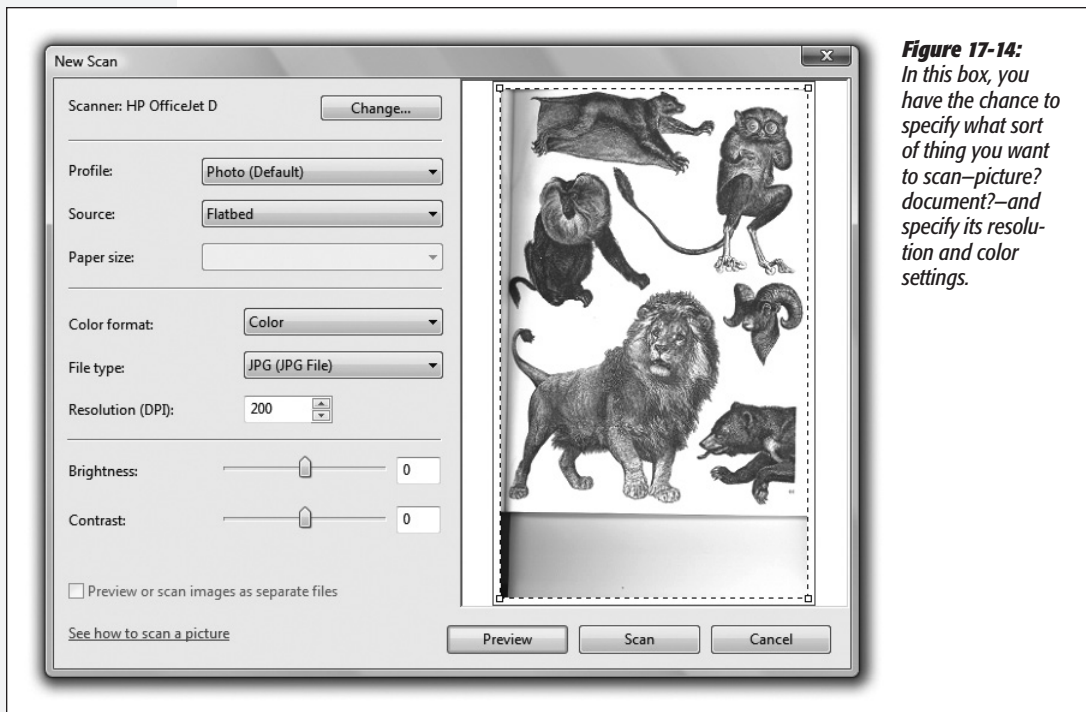 New Scan
Scanner: HP OfficeJet D
Change...
Profile:
Photo (Default)
Source:
Flatbed
Paper size:
Color format:
Color
File type:
JPG (JPG File)
Resolution (DPI):
200
Brightness:
0
Contrast:
0
Preview or scan images as separate files
See how to scan a picture
Preview
Scan
Cancel
Figure 17-14:
In this box, you
have the chance to
specify what sort
of thing you want
to scan—picture?
document?—and
specify its resolu-
tion and color
settings.